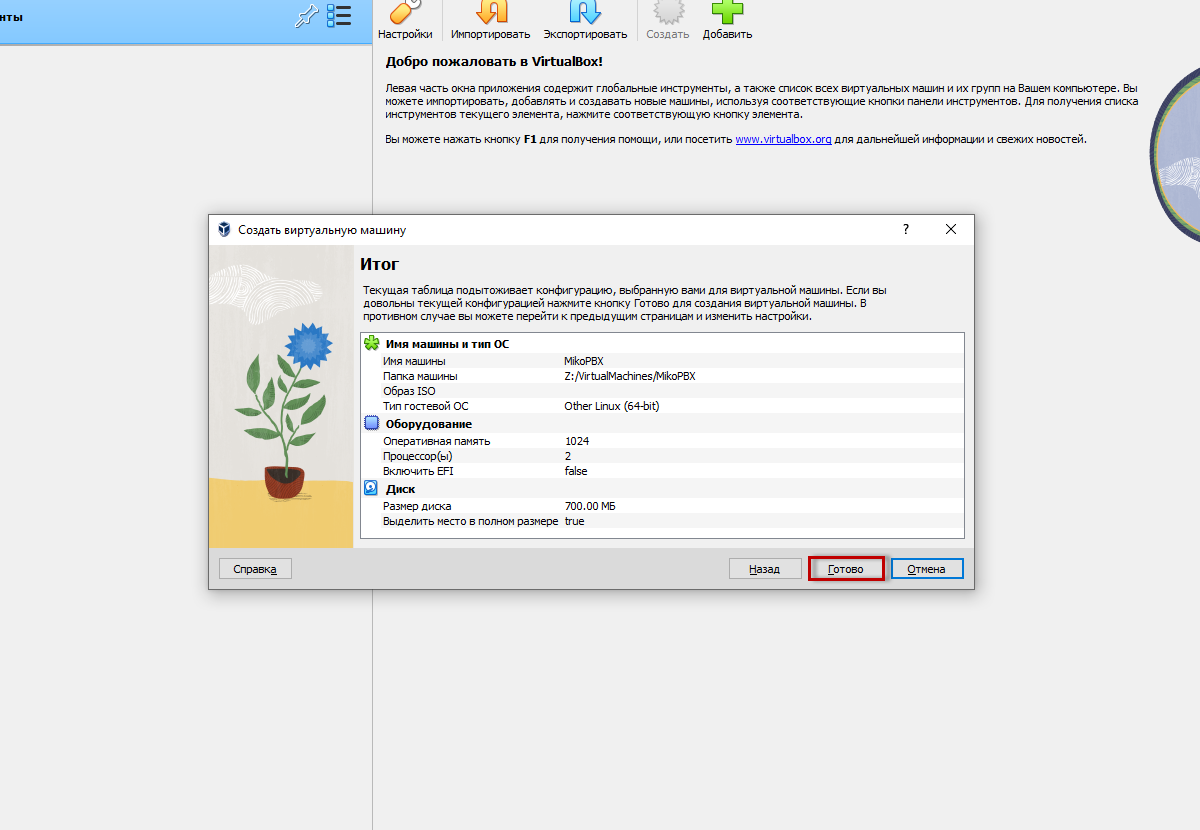 нты
Настройки
Импортировать
Экспортировать
Создать
Добавить
Добро пожаловать в VirtualBox!
Левая часть окна приложения содержит глобальные инструменты, а также список всех виртуальных машин и их групп на Вашем компьютере. Вы
можете импортировать, добавлять и создавать новые машины, используя соответствующие кнопки панели инструментов. Для получения списка
инструментов текущего элемента, нажмите соответствующую кнопку элемента.
Вы можете нажать кнопку F1 для получения помощи, или посетить www.virtualbox.org для дальнейшей информации и свежих новостей.
Создать виртуальную машину
?
Итог
Текущая таблица подытоживает конфигурацию, выбранную вами для виртуальной машины. Если вы
довольны текущей конфигурацией нажмите кнопку Готово для создания виртуальной машины. В
противном случае вы можете перейти к предыдущим страницам и изменить настройки.
Имя машины и тип ОС
Имя машины MikoPBX
Папка машины Z:/VirtualMachines/MikoPBX
Образ ISO
Тип гостевой ОС Other Linux (64-bit)
Оборудование
Оперативная память 1024
Процессор(ы) 2
Включить EFI false
Диск
Размер диска 700.00 МБ
Выделить место в полном размере true
Справка
Назад
Готово
Отмена